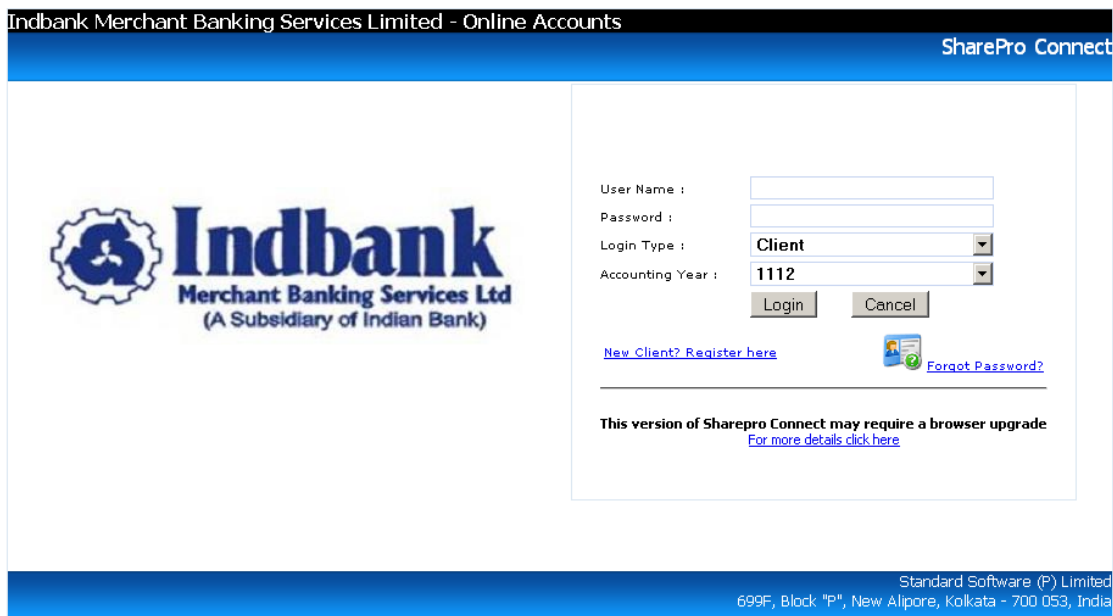 Indbank Merchant Banking Services Limited - Online Accounts
SharePro Connect
Indbank
Merchant Banking Services Ltd
(A Subsidiary of Indian Bank)
User Name :
Password :
Login Type : Client
Accounting Year : 1112
Login Cancel
New Client? Register here Forgot Password?
This version of Sharepro Connect may require a browser upgrade
For more details click here
Standard Software (P) Limited
699F, Block "P", New Alipore, Kolkata - 700 053, India